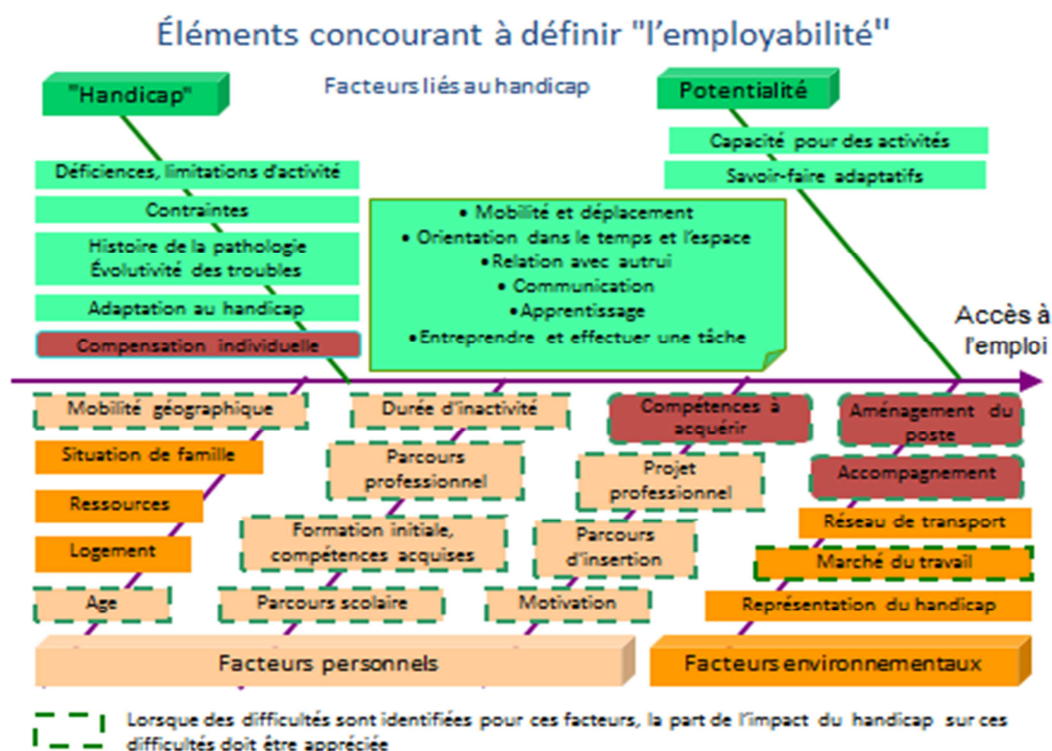 Éléments concourant à définir "l'employabilité"
Facteurs liés au handicap
"Handicap"
Potentialité
Déficiences, limitations d'activité
Contraintes
Histoire de la pathologie
Évolutivité des troubles
Adaptation au handicap
Compensation individuelle
Capacité pour des activités
Savoir-faire adaptatifs
• Mobilité et déplacement
• Orientation dans le temps et l'espace
•Relation avec autrui
• Communication
•Apprentissage
•Entreprendre et effectuer une tâche
Accès à
l'emploi
Mobilité géographique
Situation de famille
Ressources
Logement
Age
Durée d'inactivité
Parcours
professionnel
Formation initiale,
compétences acquises
Parcours scolaire
Compétences à
acquérir
Projet
professionnel
Parcours
d'insertion
Motivation
Aménagement du
poste
Accompagnement
Réseau de transport
Marché du travail
Représentation du handicap
Facteurs personnels
Facteurs environnementaux
Lorsque des difficultés sont identifiées pour ces facteurs, la part de l'impact du handicap sur ces
difficultés doit être appréciée